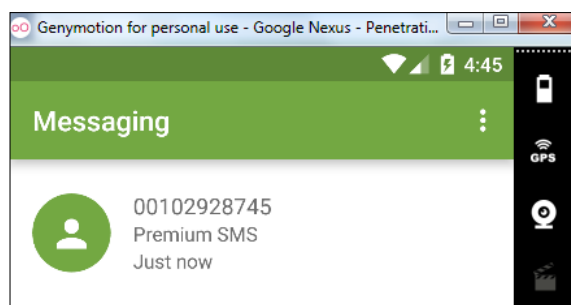 Genymotion for personal use - Google Nexus - Penetrati...
4:45
Messaging
GPS
00102928745
Premium SMS
Just now